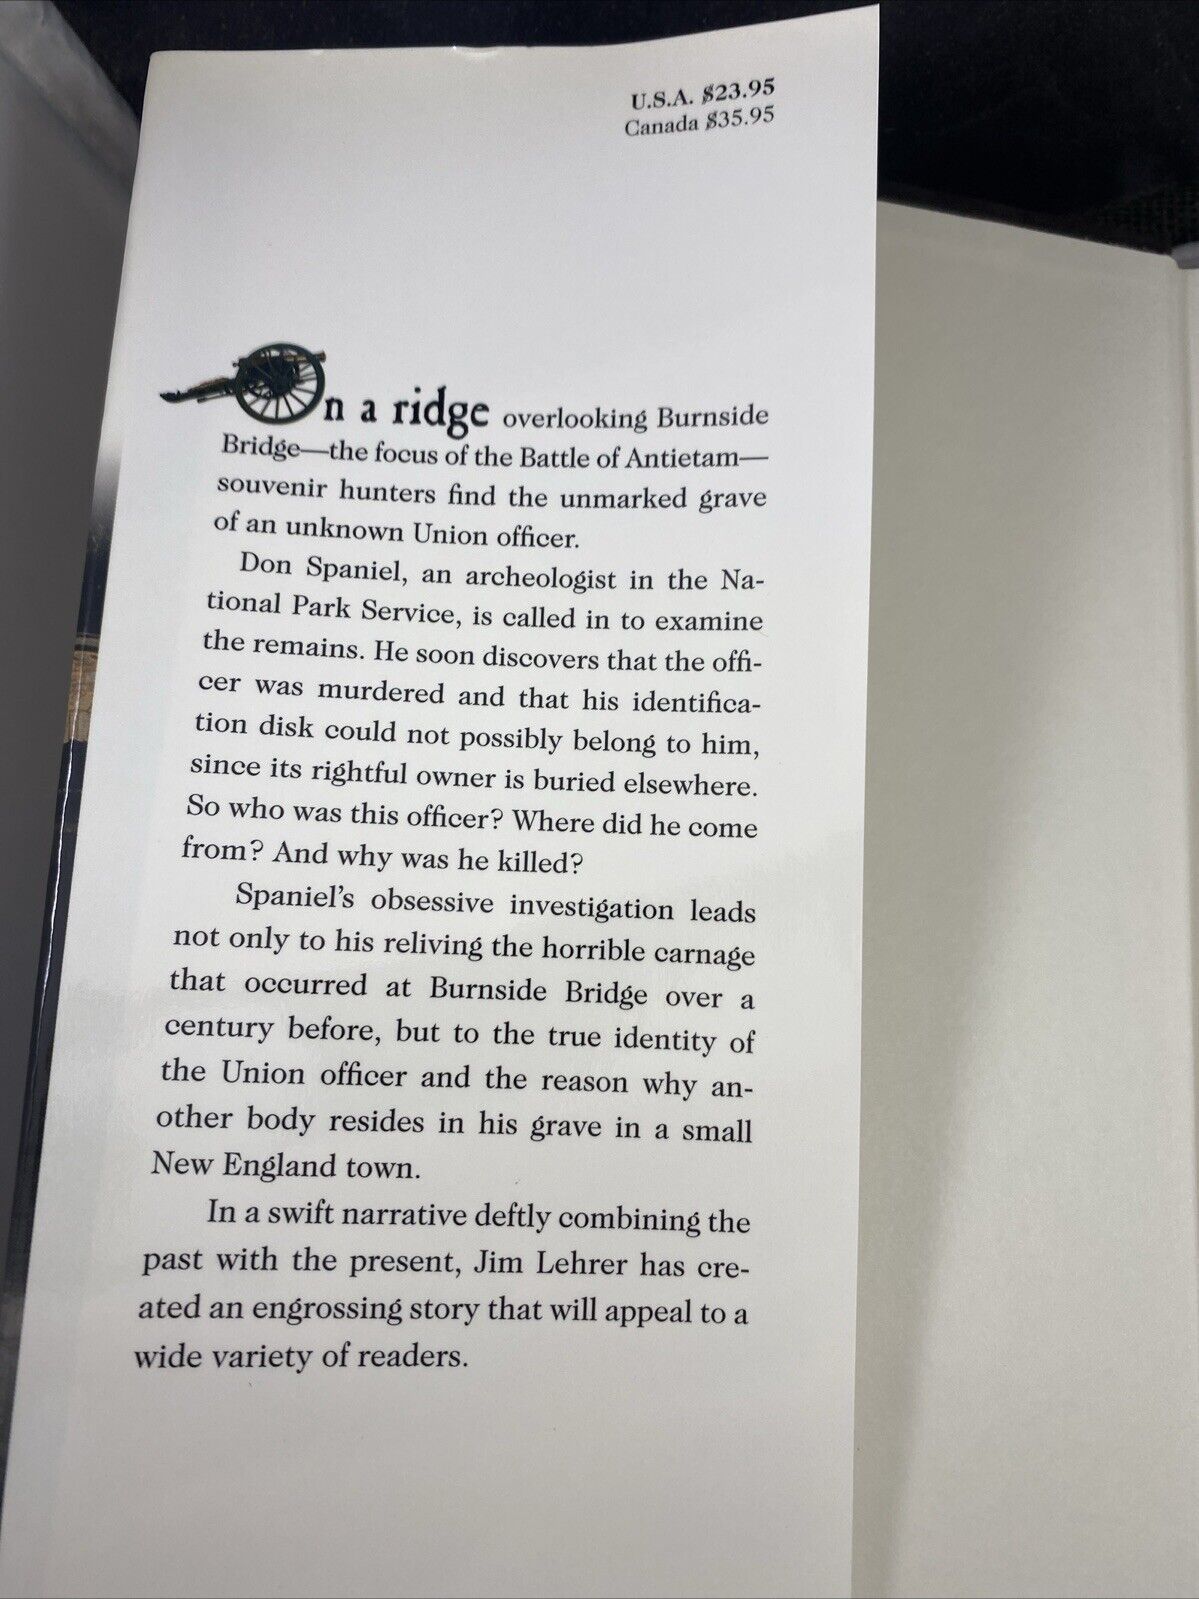 U.S.A. $23.95
Canada $35.95
On a ridge overlooking Burnside
Bridge—the focus of the Battle of Antietam—
souvenir hunters find the unmarked grave
of an unknown Union officer.
Don Spaniel, an archeologist in the Na-
tional Park Service, is called in to examine
the remains. He soon discovers that the offi-
cer was murdered and that his identifica-
tion disk could not possibly belong to him,
since its rightful owner is buried elsewhere.
So who was this officer? Where did he come
from? And why was he killed?
Spaniel's obsessive investigation leads
not only to his reliving the horrible carnage
that occurred at Burnside Bridge over a
century before, but to the true identity of
the Union officer and the reason why an-
other body resides in his grave in a small
New England town.
In a swift narrative deftly combining the
past with the present, Jim Lehrer has cre-
ated an engrossing story that will appeal to a
wide variety of readers.